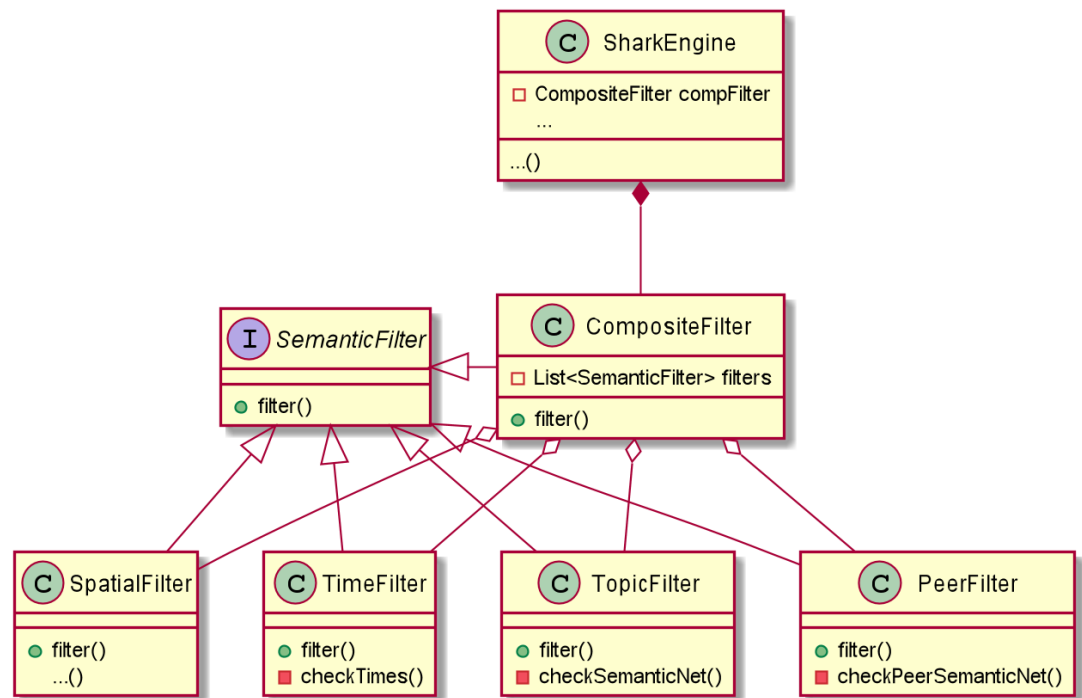 C SharkEngine
CompositeFilter compFilter
...
...()
I SemanticFilter
filter()
C CompositeFilter
List<SemanticFilter> filters
filter()
C SpatialFilter
filter()
...()
C TimeFilter
filter()
checkTimes()
C TopicFilter
filter()
checkSemanticNet()
C PeerFilter
filter()
checkPeerSemanticNet()